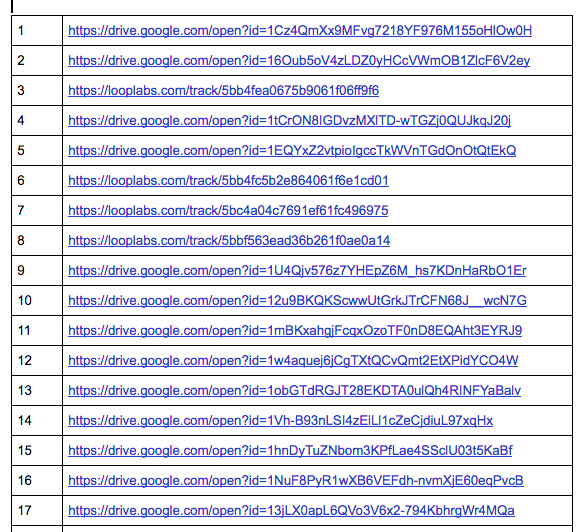 1 https://drive.google.com/open?id=1Cz4QmXx9MFvg7218YF976M155oHlOw0H
2 https://drive.google.com/open?id=16Oub5oV4zLDZ0yHCcVWmOB1ZlcF6V2ey
3 https://looplabs.com/track/5bb4fea0675b9061f06ff9f6
4 https://drive.google.com/open?id=1tCrON8IGDvzMXlTD-wTGZj0QUJkqJ20j
5 https://drive.google.com/open?id=1EQYxZ2vtpioIgccTkWVnTGdOnOtQtEkQ
6 https://looplabs.com/track/5bb4fc5b2e864061f6e1cd01
7 https://looplabs.com/track/5bc4a04c7691ef61fc496975
8 https://looplabs.com/track/5bbf563ead36b261f0ae0a14
9 https://drive.google.com/open?id=1U4Qjv576z7YHEpZ6M_hs7KDnHaRbO1Er
10 https://drive.google.com/open?id=12u9BKQKScwwUtGrkJTrCFN68J__wcN7G
11 https://drive.google.com/open?id=1mBKxahgjFcqxOzoTF0nD8EQAht3EYRJ9
12 https://drive.google.com/open?id=1w4aquej6jCgTXtQCvQmt2EtXPidYCO4W
13 https://drive.google.com/open?id=1obGTdRGJT28EKDTA0ulQh4RINFYaBalv
14 https://drive.google.com/open?id=1Vh-B93nLSI4zEiLl1cZeCjdiuL97xqHx
15 https://drive.google.com/open?id=1hnDyTuZNbom3KPfLae4SSclU03t5KaBf
16 https://drive.google.com/open?id=1NuF8PyR1wXB6VEFdh-nvmXjE60eqPvcB
17 https://drive.google.com/open?id=13jLX0apL6QVo3V6x2-794KbhrgWr4MQa